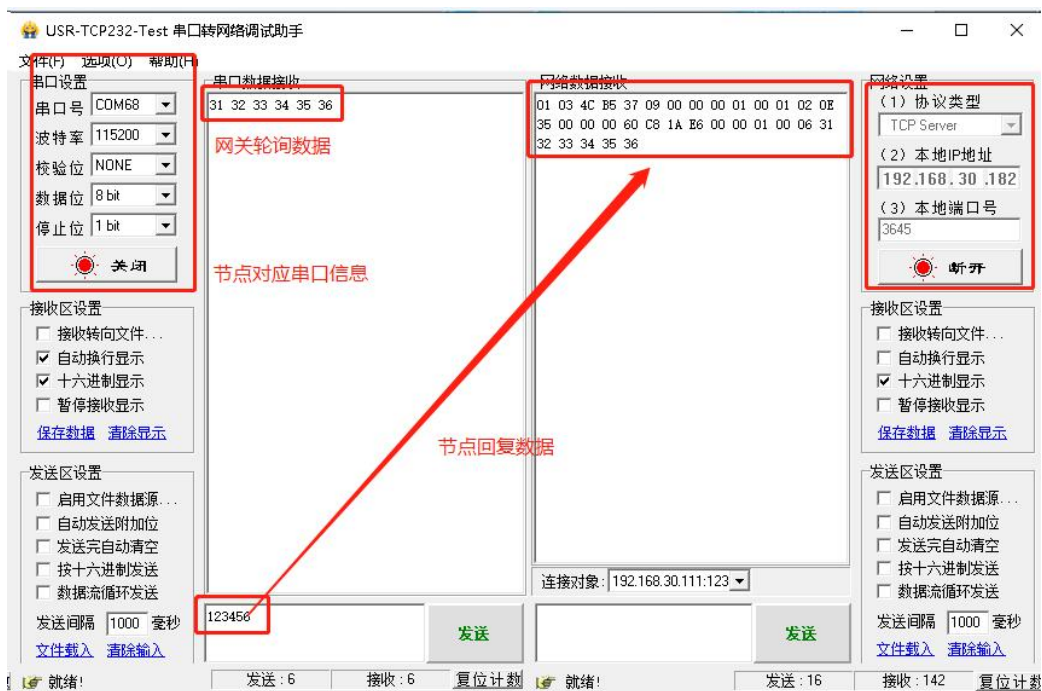 USR-TCP232-Test 串口转网络调试助手
文件(F) 选项(O) 帮助(H)
串口设置
串口号 COM68
波特率 115200
校验位 NONE
数据位 8 bit
停止位 1 bit
关闭
接收区设置
接收转向文件...
自动换行显示
十六进制显示
暂停接收显示
保存数据 清除显示
发送区设置
启用文件数据源...
自动发送附加位
发送完自动清空
按十六进制发送
数据流循环发送
发送间隔 1000 毫秒
文件载入 清除输入
串口数据接收
31 32 33 34 35 36
网关轮询数据
节点对应串口信息
节点回复数据
123456
发送
网络数据接收
01 03 4C B5 37 09 00 00 00 01 00 01 02 0E
35 00 00 00 60 C8 1A E6 00 00 01 00 06 31
32 33 34 35 36
连接对象: 192.168.30.111:123
发送
网络设置
(1) 协议类型
TCP Server
(2) 本地IP地址
192.168.30.182
(3) 本地端口号
3645
断开
接收区设置
接收转向文件...
自动换行显示
十六进制显示
暂停接收显示
保存数据 清除显示
发送区设置
启用文件数据源...
自动发送附加位
发送完自动清空
按十六进制发送
数据流循环发送
发送间隔 1000 毫秒
文件载入 清除输入
就绪! 发送:6 接收:6 复位计数
就绪! 发送:16 接收:142 复位计数